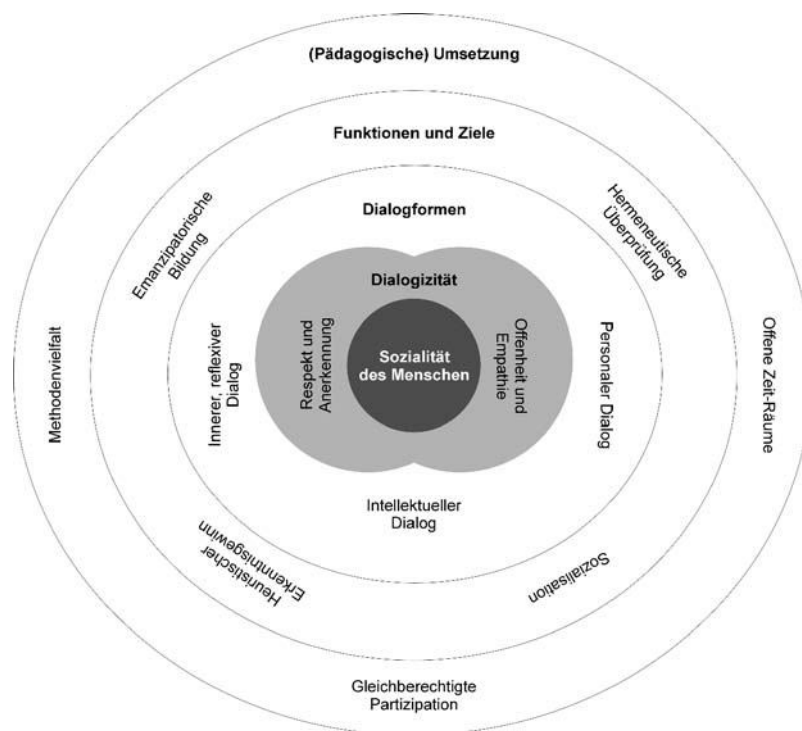 (Pädagogische) Umsetzung
Funktionen und Ziele
Dialogformen
Emanzipatorische
Bildung
Hermeneutische
Überprüfung
Dialogizität
Methodenvielfalt
Innerer, reflexiver
Dialog
Respekt und
Anerkennung
Sozialität
des Menschen
Offenheit und
Empathie
Personaler Dialog
Offene Zeit-Räume
Intellektueller
Dialog
Heuristischer
Erkenntnisgewinn
Sozialisation
Gleichberechtigte
Partizipation